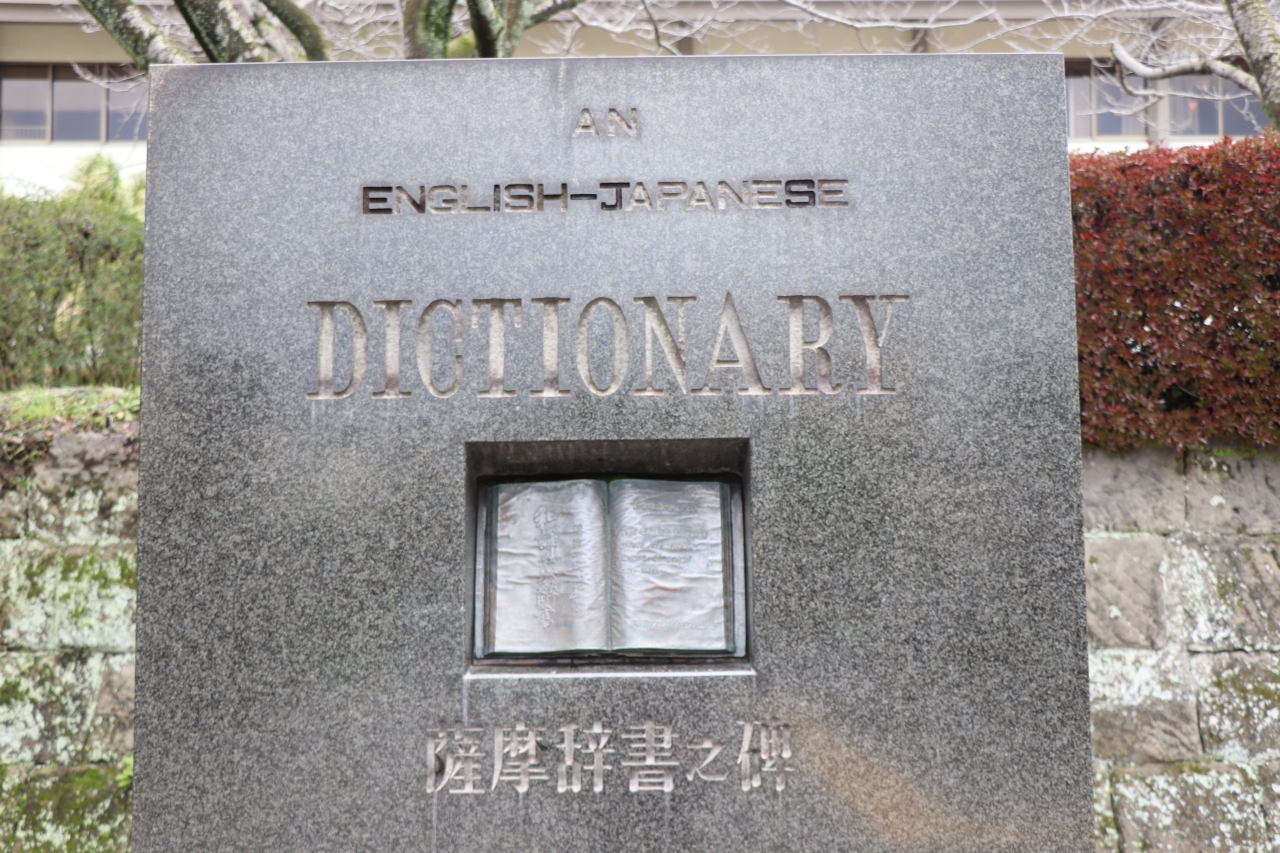 AN
ENGLISH-JAPANESE
DICTIONARY
薩摩辞書之碑